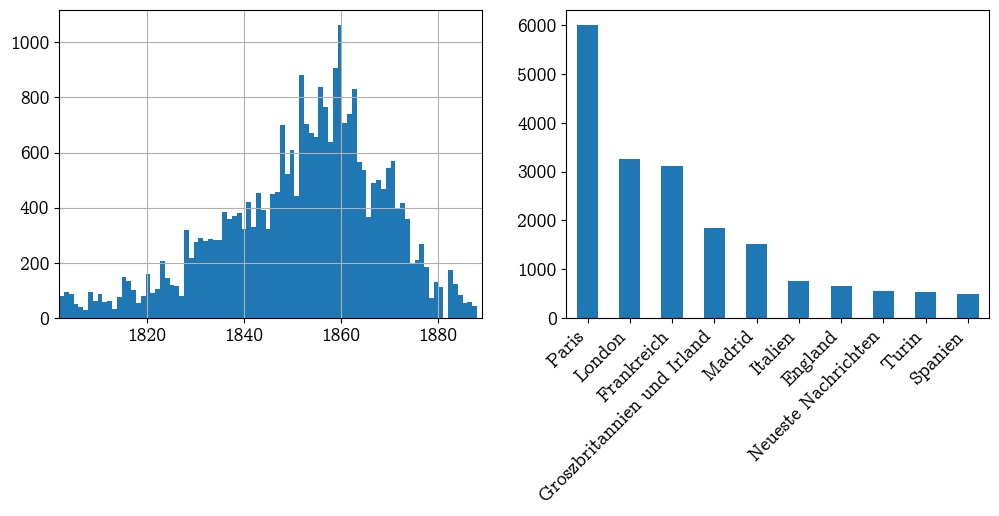 1000
800
600
400
200
0
1820 1840 1860 1880
6000
5000
4000
3000
2000
1000
0
Paris
London
Frankreich
Groszbritannien und Irland
Madrid
Italien
England
Neueste Nachrichten
Turin
Spanien